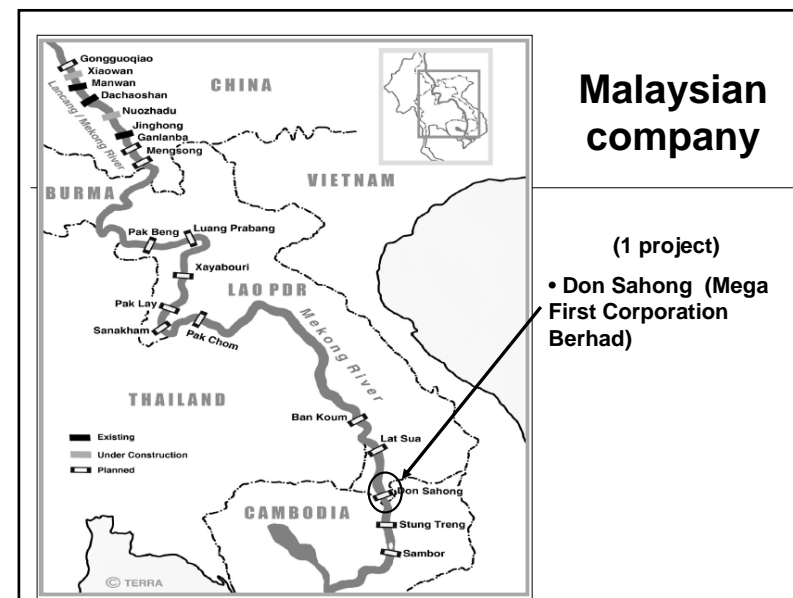 Malaysian
company
(1 project)
• Don Sahong (Mega
First Corporation
Berhad)
Gongguoqiao
Xiaowan
Manwan
Dachaoshan
Nuozhadu
Jinghong
Ganlanba
Mengsong
Lancang / Mekong River
CHINA
BURMA
VIETNAM
Pak Beng
Luang Prabang
Xayabouri
LAO PDR
Pak Lay
Sanakham
Pak Chom
Mekong River
THAILAND
Ban Koum
Lat Sua
Existing
Under Construction
Planned
Don Sahong
CAMBODIA
Stung Treng
Sambor
© TERRA